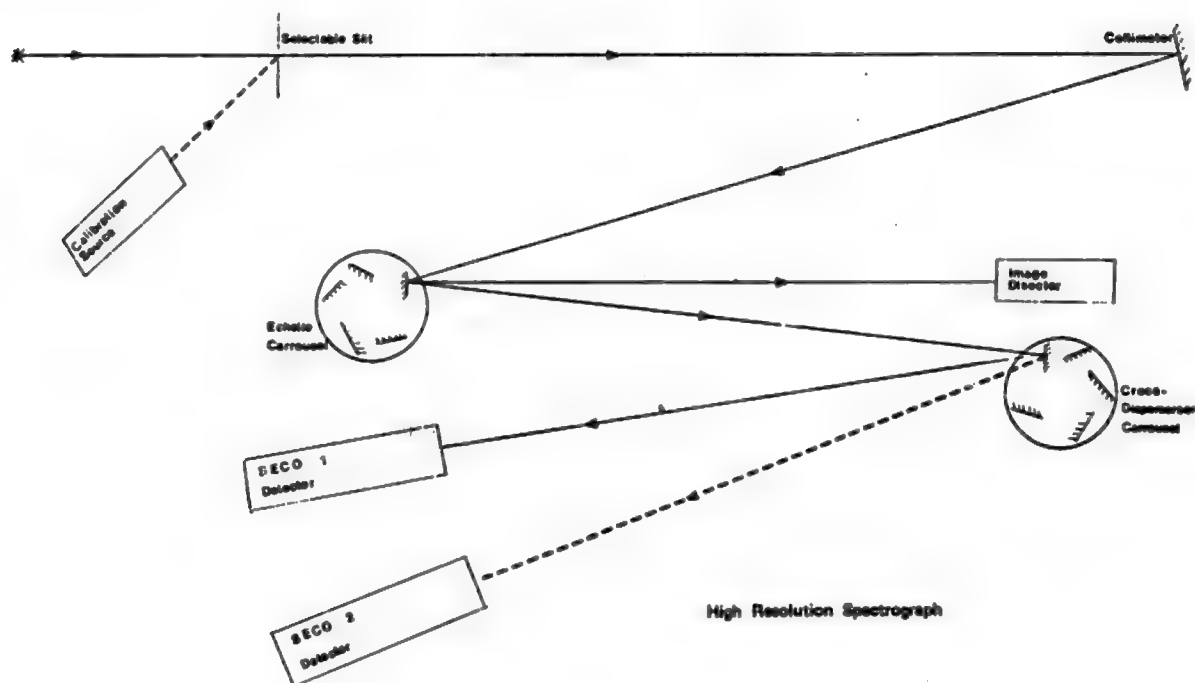 Selectable Slit
Collimator
Calibration
Source
Image
Disector
Echelle
Carrousel
Cross-
Disperser
Carrousel
SECO 1
Detector
SECO 2
Detector
High Resolution Spectrograph